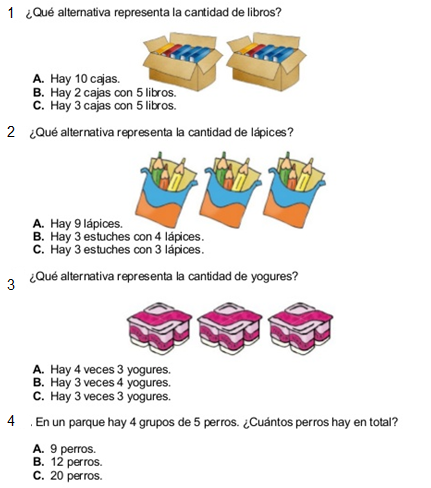 1 ¿Qué alternativa representa la cantidad de libros?
A. Hay 10 cajas.
B. Hay 2 cajas con 5 libros.
C. Hay 3 cajas con 5 libros.
2 ¿Qué alternativa representa la cantidad de lápices?
A. Hay 9 lápices.
B. Hay 3 estuches con 4 lápices.
C. Hay 3 estuches con 3 lápices.
3 ¿Qué alternativa representa la cantidad de yogures?
A. Hay 4 veces 3 yogures.
B. Hay 3 veces 4 yogures.
C. Hay 3 veces 3 yogures.
4 . En un parque hay 4 grupos de 5 perros. ¿Cuántos perros hay en total?
A. 9 perros.
B. 12 perros.
C. 20 perros.